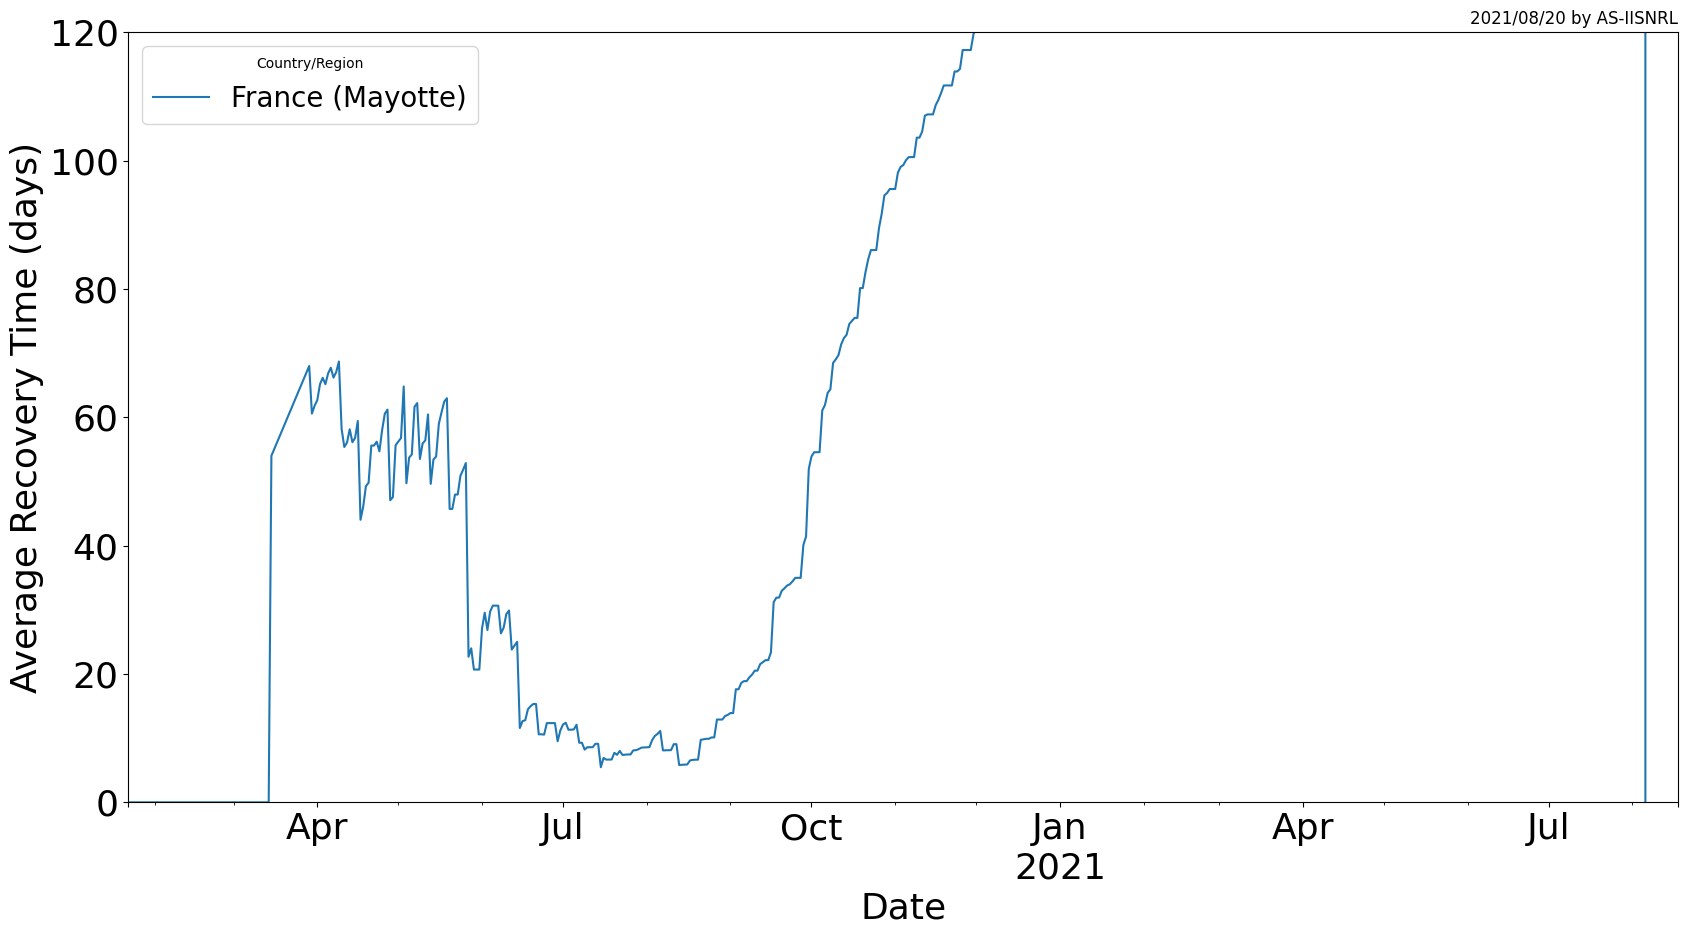 2021/08/20 by AS-IISNRL
120
100
80
60
40
20
0
Average Recovery Time (days)
Country/Region
France (Mayotte)
Apr Jul Oct Jan Apr Jul
2021
Date